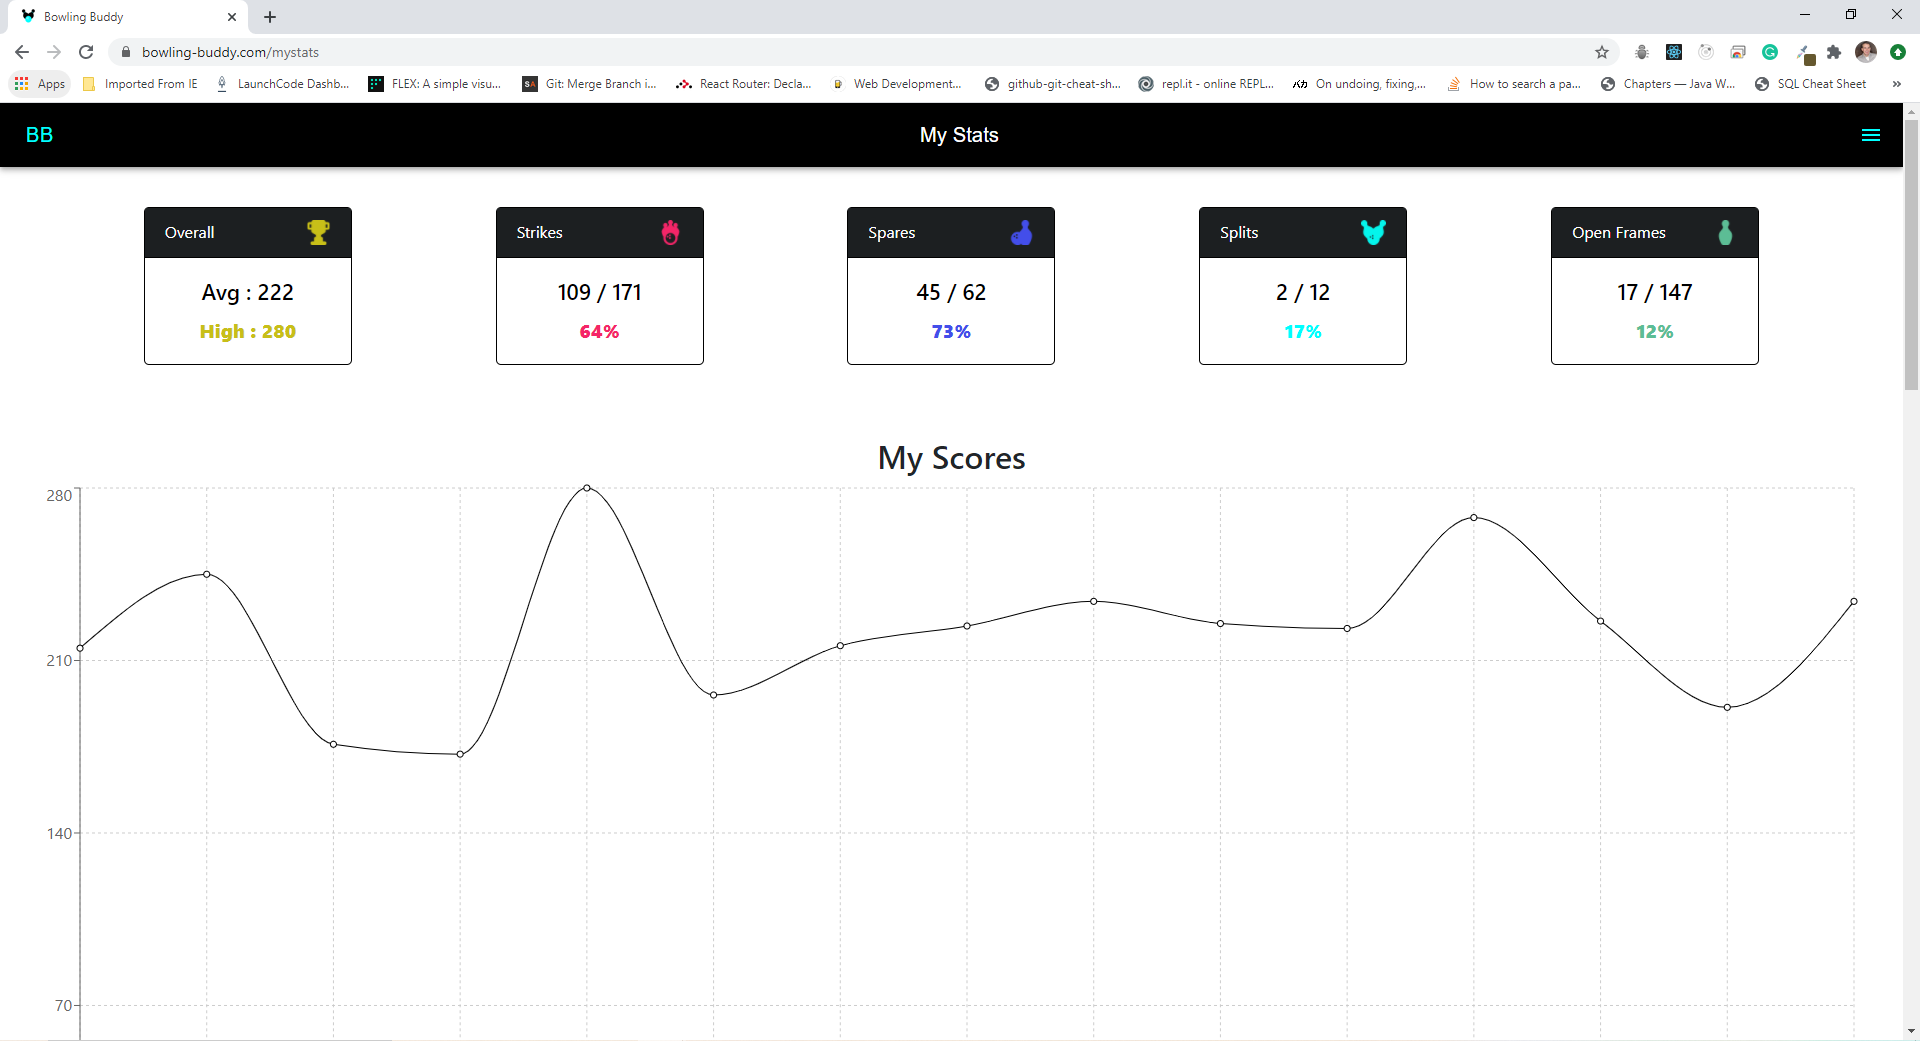 Bowling Buddy
bowling-buddy.com/mystats
Apps Imported From IE LaunchCode Dashb... FLEX: A simple visu... SA Git: Merge Branch i... React Router: Decla... Web Development... github-git-cheat-sh... repl.it - online REPL... On undoing, fixing,... How to search a pa... Chapters — Java W... SQL Cheat Sheet »
BB My Stats
Overall Strikes Spares Splits Open Frames
Avg : 222 109 / 171 45 / 62 2 / 12 17 / 147
High : 280 64% 73% 17% 12%
My Scores
280
210
140
70